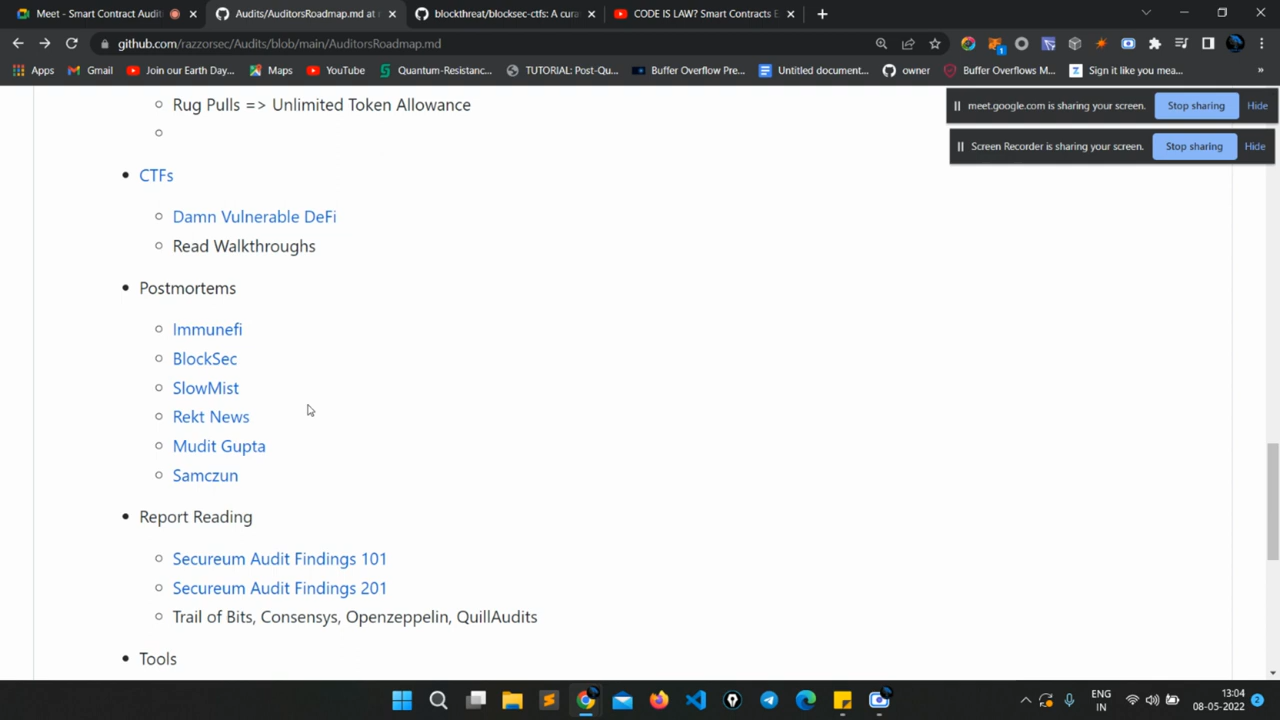 Meet - Smart Contract Audit
Audits/AuditorsRoadmap.md at m
blockthreat/blocksec-ctfs: A cura
CODE IS LAW? Smart Contracts E
github.com/razzorsec/Audits/blob/main/AuditorsRoadmap.md
Apps
Gmail
Join our Earth Day...
Maps
YouTube
Quantum-Resistanc...
TUTORIAL: Post-Qu...
Buffer Overflow Pre...
Untitled document...
owner
Buffer Overflows M...
Sign it like you mea...
»
meet.google.com is sharing your screen.
Stop sharing
Hide
Screen Recorder is sharing your screen.
Stop sharing
Hide
Rug Pulls => Unlimited Token Allowance
CTFs
Damn Vulnerable DeFi
Read Walkthroughs
Postmortems
Immunefi
BlockSec
SlowMist
Rekt News
Mudit Gupta
Samczun
Report Reading
Secureum Audit Findings 101
Secureum Audit Findings 201
Trail of Bits, Consensys, Openzeppelin, QuillAudits
Tools
ENG
IN
13:04
08-05-2022
2